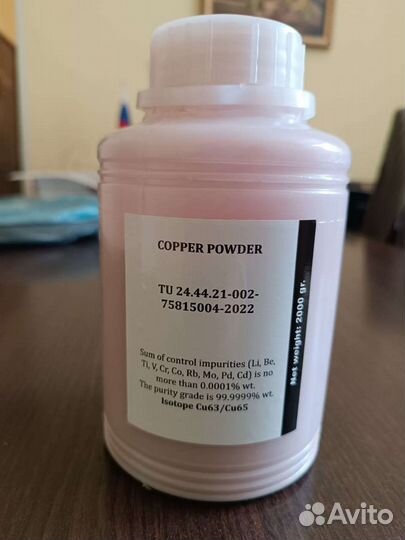 COPPER POWDER
TU 24.44.21-002-
75815004-2022
Sum of control impurities (Li, Be,
Ti, V, Cr, Co, Rb, Mo, Pd, Cd) is no
more than 0.0001% wt.
The purity grade is 99.9999% wt.
Isotope Cu63/Cu65
Net weight: 2000 gr.
Avito